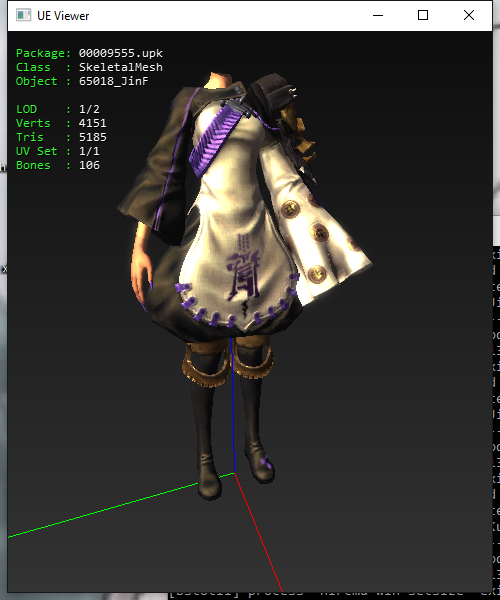 UE Viewer
Package: 00009555.upk
Class : SkeletalMesh
Object : 65018_JinF
LOD : 1/2
Verts : 4151
Tris : 5185
UV Set : 1/1
Bones : 106